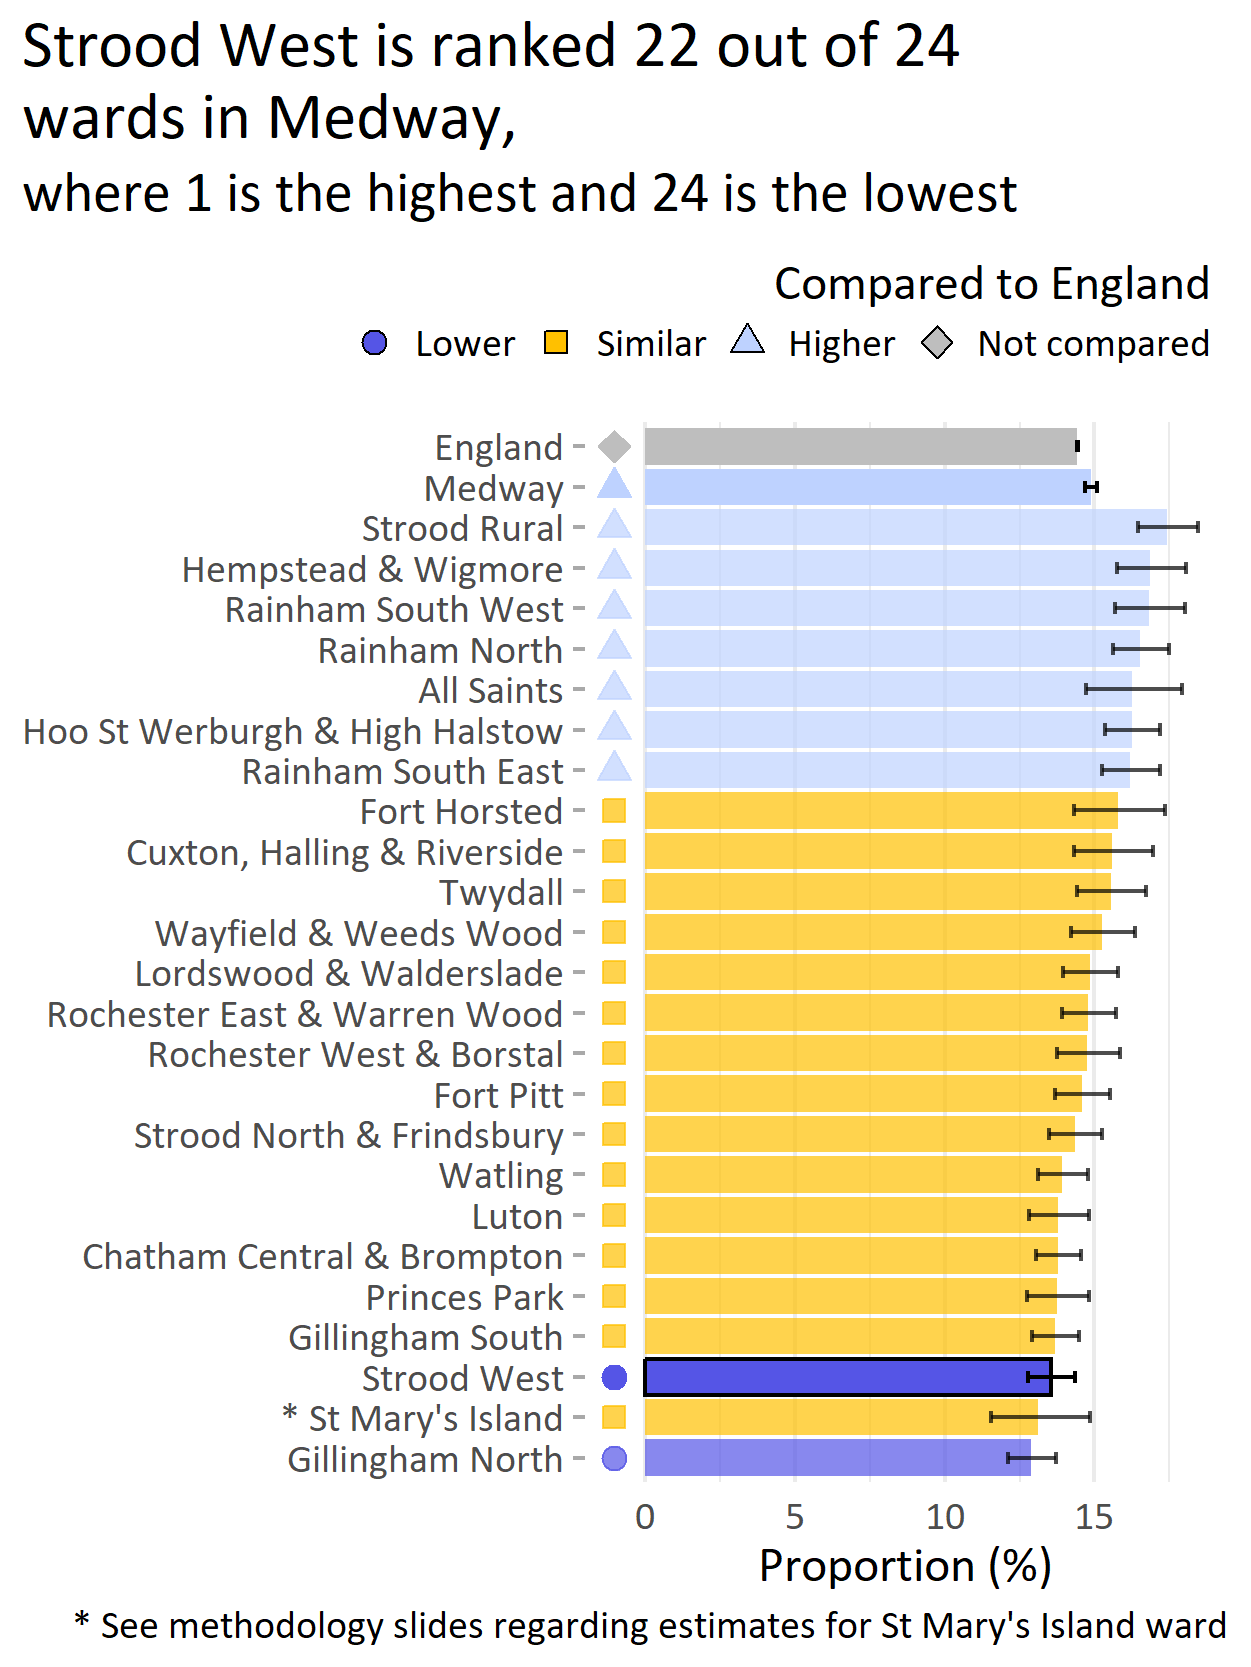 Strood West is ranked 22 out of 24
wards in Medway,
where 1 is the highest and 24 is the lowest
Compared to England
Lower Similar Higher Not compared
England
Medway
Strood Rural
Hempstead & Wigmore
Rainham South West
Rainham North
All Saints
Hoo St Werburgh & High Halstow
Rainham South East
Fort Horsted
Cuxton, Halling & Riverside
Twydall
Wayfield & Weeds Wood
Lordswood & Walderslade
Rochester East & Warren Wood
Rochester West & Borstal
Fort Pitt
Strood North & Frindsbury
Watling
Luton
Chatham Central & Brompton
Princes Park
Gillingham South
Strood West
* St Mary's Island
Gillingham North
0 5 10 15
Proportion (%)
* See methodology slides regarding estimates for St Mary's Island ward